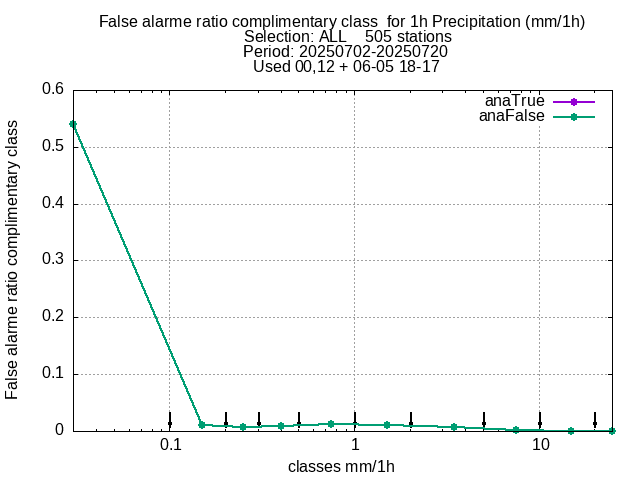 False alarme ratio complimentary class  for 1h Precipitation (mm/1h)
Selection: ALL    505 stations
Period: 20250702-20250720
Used 00,12 + 06-05 18-17
anaTrue
anaFalse
False alarme ratio complimentary class
0.6
0.5
0.4
0.3
0.2
0.1
0
0.1 1 10
classes mm/1h